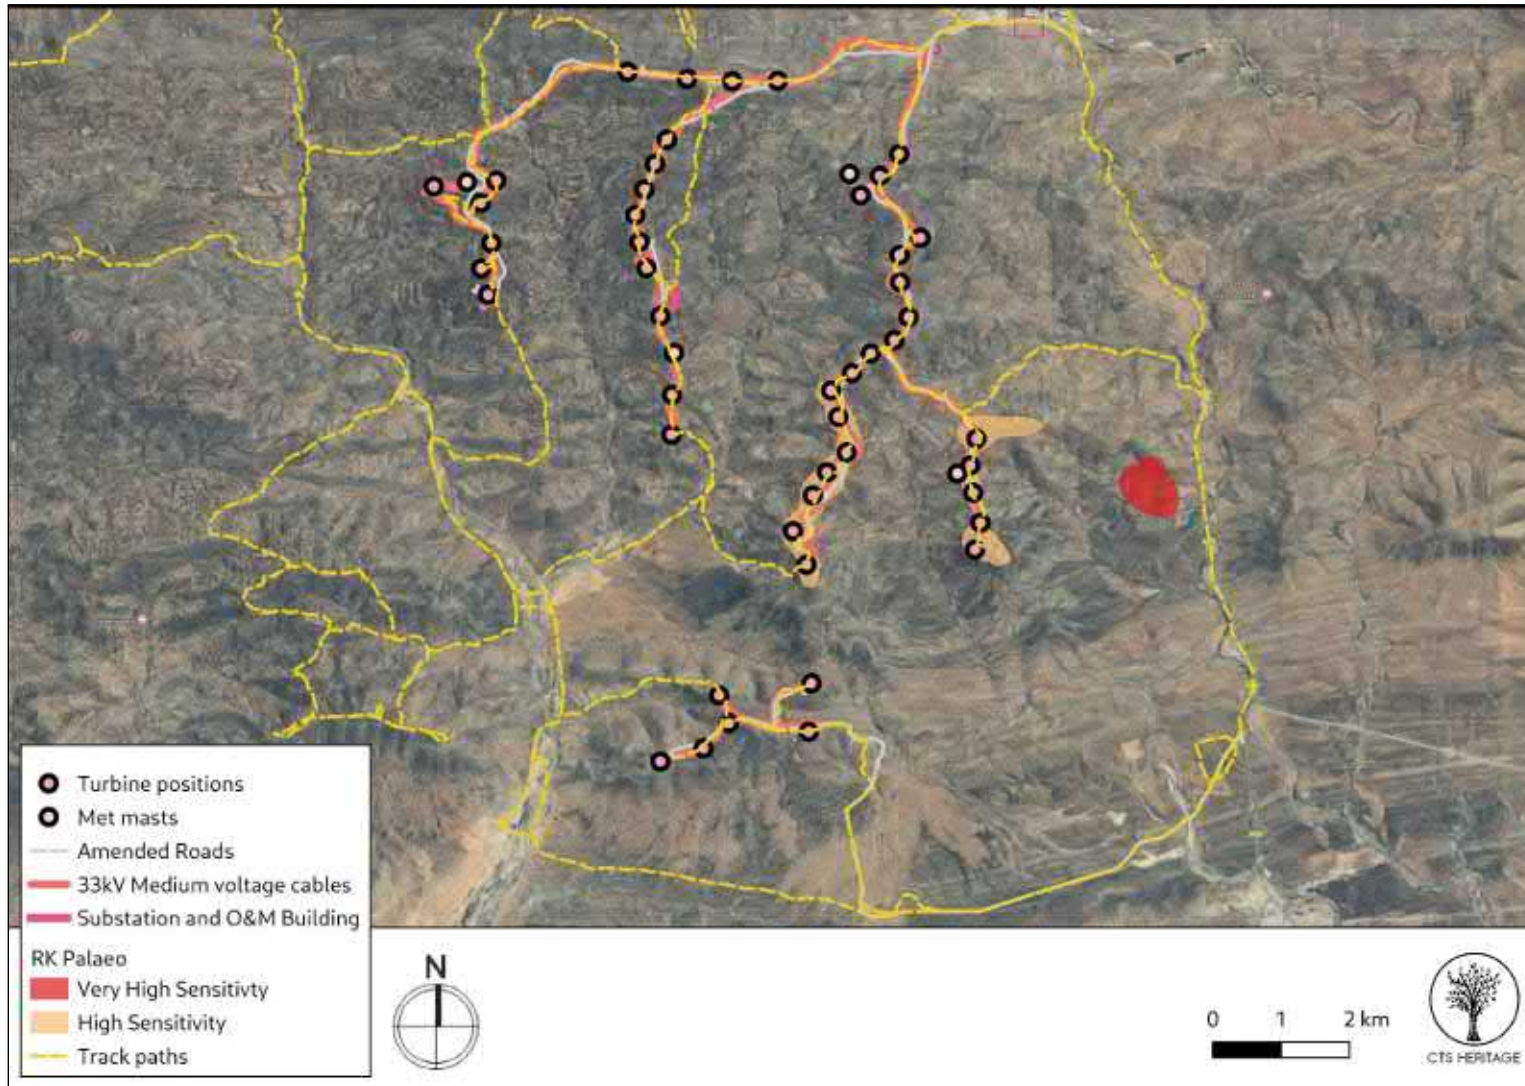 Turbine positions
Met masts
Amended Roads
33kV Medium voltage cables
Substation and O&M Building
RK Palaeo
Very High Sensitivty
High Sensitivity
Track paths
N
0 1 2 km
CTS HERITAGE